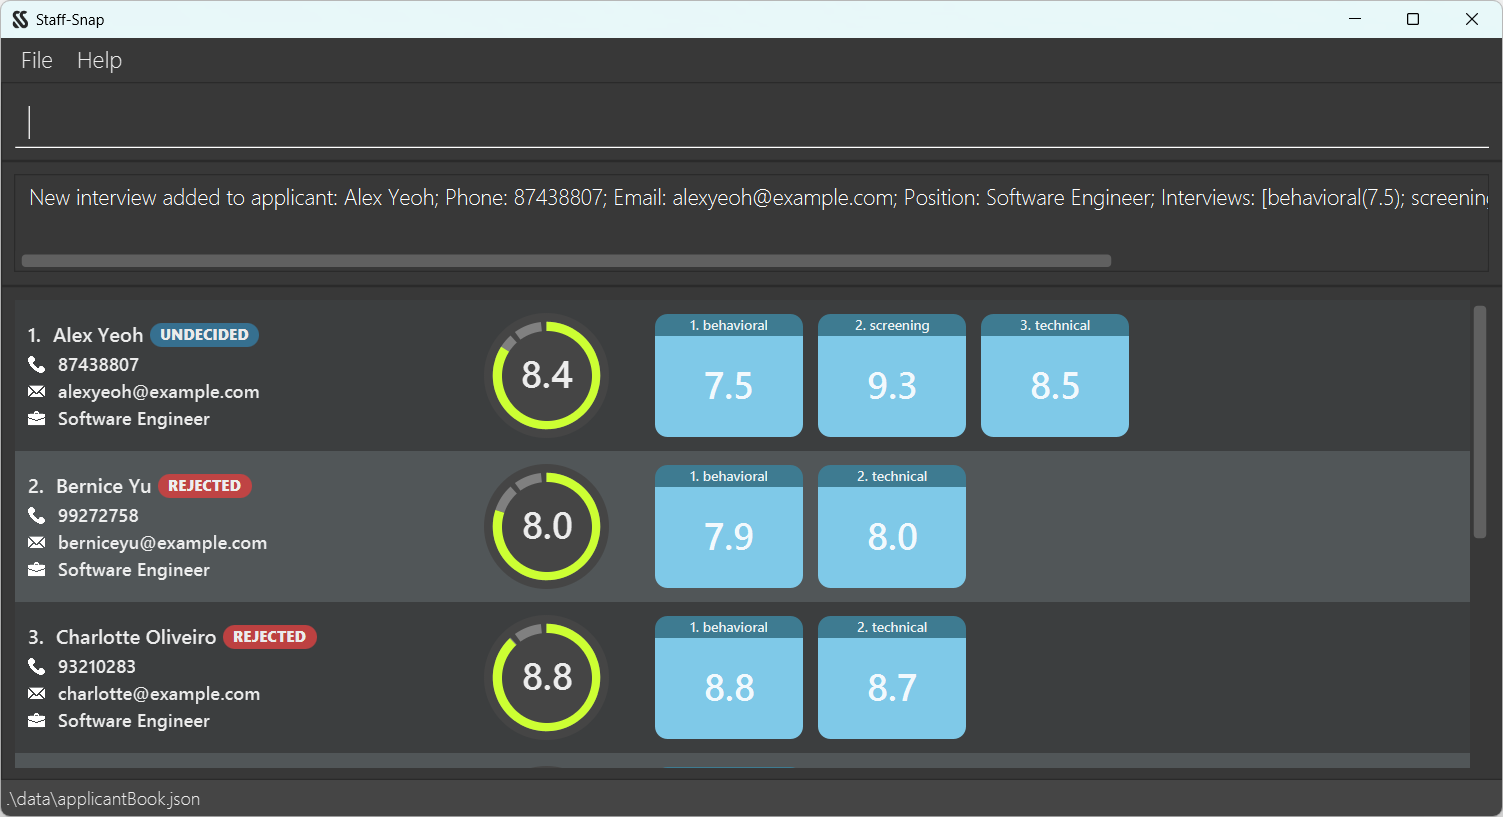 Staff-Snap
File Help
New interview added to applicant: Alex Yeoh; Phone: 87438807; Email: alexyeoh@example.com; Position: Software Engineer; Interviews: [behavioral(7.5); screening
1. Alex Yeoh UNDECIDED
87438807
alexyeoh@example.com
Software Engineer
8.4
1. behavioral
7.5
2. screening
9.3
3. technical
8.5
2. Bernice Yu REJECTED
99272758
berniceyu@example.com
Software Engineer
8.0
1. behavioral
7.9
2. technical
8.0
3. Charlotte Oliveiro REJECTED
93210283
charlotte@example.com
Software Engineer
8.8
1. behavioral
8.8
2. technical
8.7
.\data\applicantBook.json